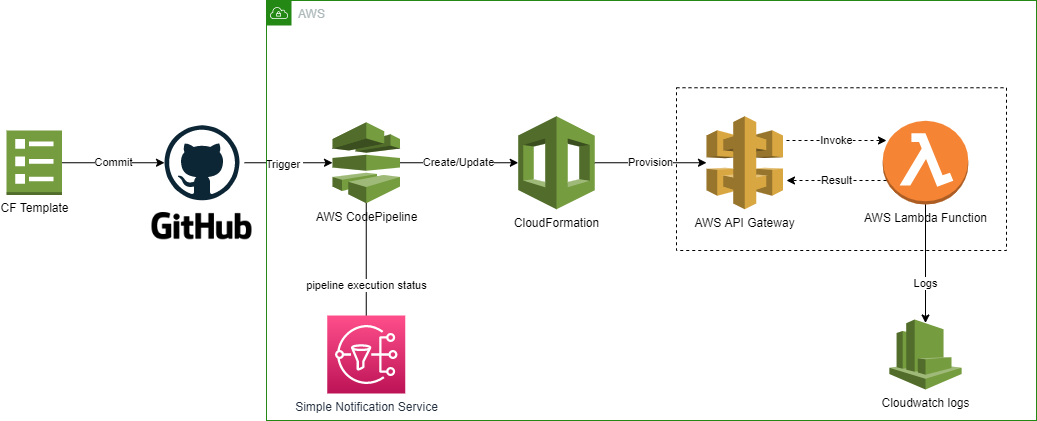 AWS
Commit
Trigger
Create/Update
Provision
Invoke
Result
CF Template
GitHub
AWS CodePipeline
CloudFormation
AWS API Gateway
AWS Lambda Function
pipeline execution status
Logs
Simple Notification Service
Cloudwatch logs